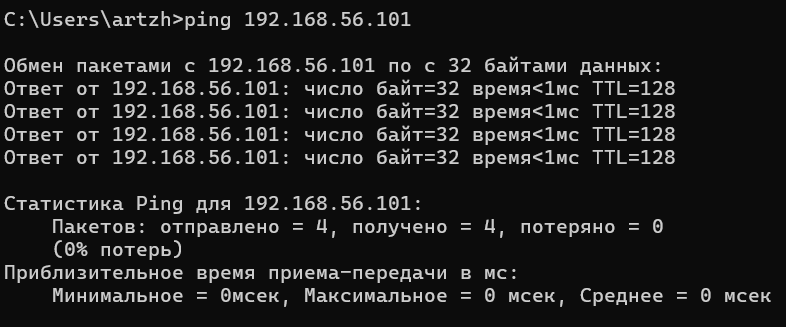 C:\Users\artzh>ping 192.168.56.101
Обмен пакетами с 192.168.56.101 по с 32 байтами данных:
Ответ от 192.168.56.101: число байт=32 время<1мс TTL=128
Ответ от 192.168.56.101: число байт=32 время<1мс TTL=128
Ответ от 192.168.56.101: число байт=32 время<1мс TTL=128
Ответ от 192.168.56.101: число байт=32 время<1мс TTL=128
Статистика Ping для 192.168.56.101:
Пакетов: отправлено = 4, получено = 4, потеряно = 0
(0% потерь)
Приблизительное время приема-передачи в мс:
Минимальное = 0мсек, Максимальное = 0 мсек, Среднее = 0 мсек